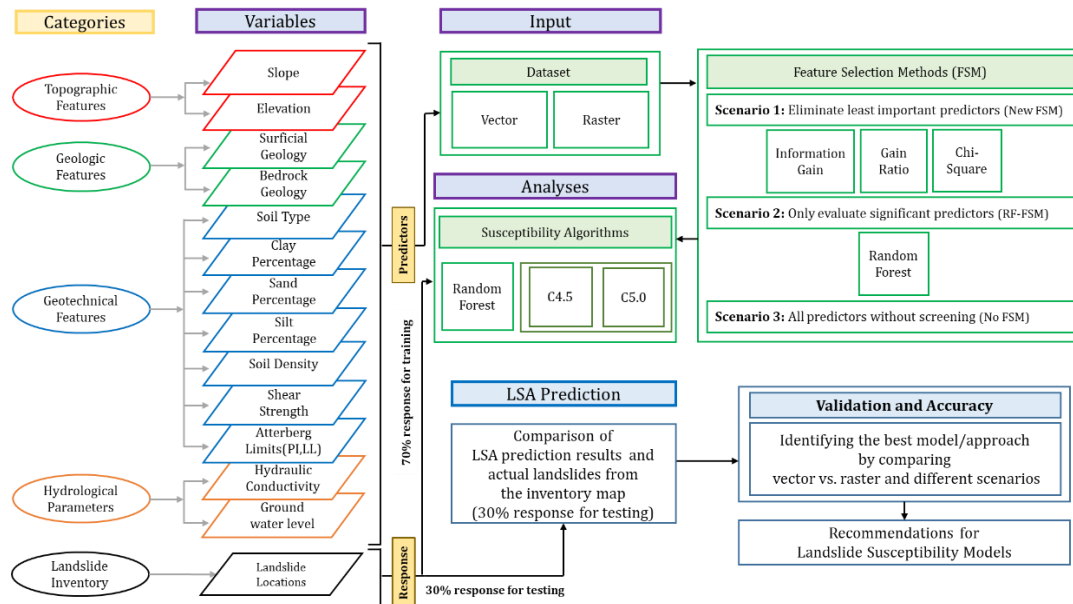 Categories
Variables
Input
Topographic
Features
Slope
Elevation
Geologic
Features
Surficial
Geology
Bedrock
Geology
Geotechnical
Features
Soil Type
Clay
Percentage
Sand
Percentage
Silt
Percentage
Soil Density
Shear
Strength
Atterberg
Limits(PI,LL)
Hydrological
Parameters
Hydraulic
Conductivity
Ground
water level
Landslide
Inventory
Landslide
Locations
Predictors
Response
70% response for training
30% response for testing
Dataset
Vector
Raster
Feature Selection Methods (FSM)
Scenario 1: Eliminate least important predictors (New FSM)
Information
Gain
Gain
Ratio
Chi-
Square
Scenario 2: Only evaluate significant predictors (RF-FSM)
Random
Forest
Scenario 3: All predictors without screening (No FSM)
Analyses
Susceptibility Algorithms
Random
Forest
C4.5
C5.0
LSA Prediction
Comparison of
LSA prediction results and
actual landslides from
the inventory map
(30% response for testing)
Validation and Accuracy
Identifying the best model/approach
by comparing
vector vs. raster and different scenarios
Recommendations for
Landslide Susceptibility Models